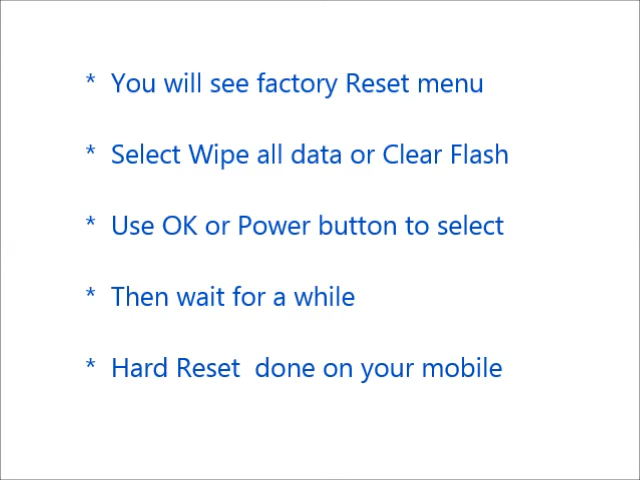 * You will see factory Reset menu
* Select Wipe all data or Clear Flash
* Use OK or Power button to select
* Then wait for a while
* Hard Reset  done on your mobile